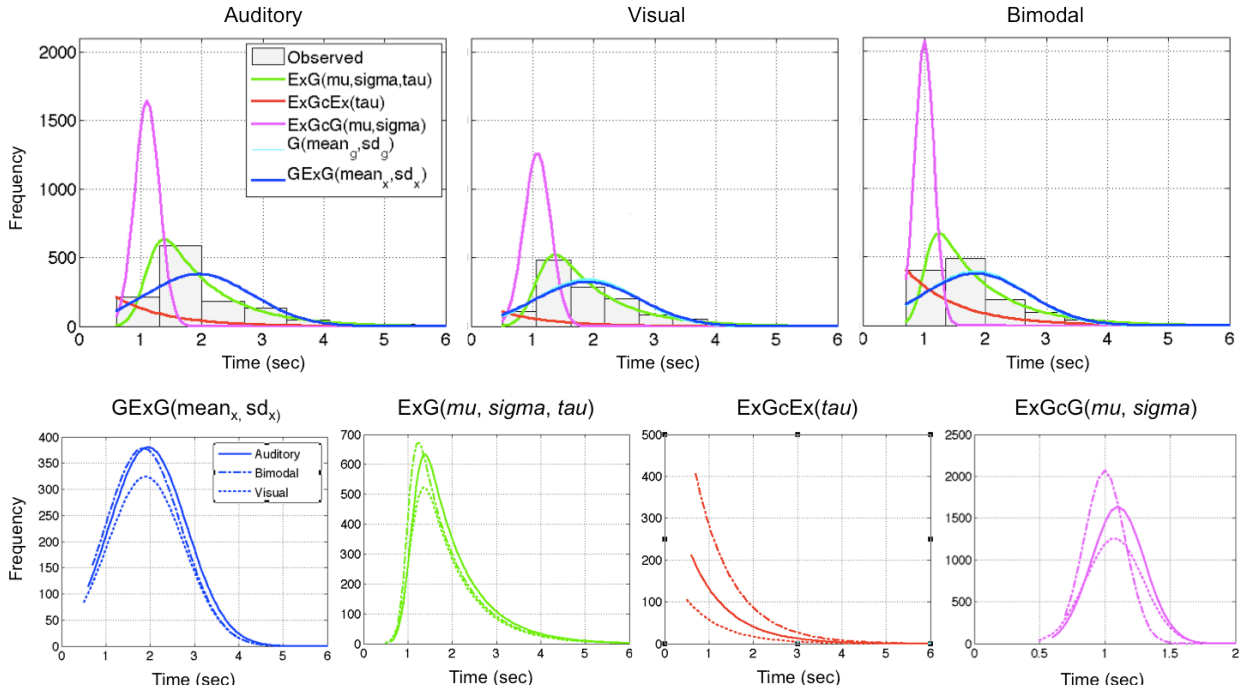 Auditory
Visual
Bimodal
2000
1500
1000
500
0
Frequency
Observed
ExG(mu,sigma,tau)
ExGcEx(tau)
ExGcG(mu,sigma)
G(mean_g,sd_g)
GExG(mean_x,sd_x)
0 1 2 3 4 5 6
0 1 2 3 4 5 6
0 1 2 3 4 5 6
Time (sec)
Time (sec)
Time (sec)
GExG(mean_x, sd_x)
ExG(mu, sigma, tau)
ExGcEx(tau)
ExGcG(mu, sigma)
Frequency
400
350
300
250
200
150
100
50
0
Auditory
Bimodal
Visual
0 1 2 3 4 5 6
Time (sec)
700
600
500
400
300
200
100
0
0 1 2 3 4 5 6
Time (sec)
500
400
300
200
100
0
0 1 2 3 4 5 6
Time (sec)
2500
2000
1500
1000
500
0
0 0.5 1 1.5 2
Time (sec)